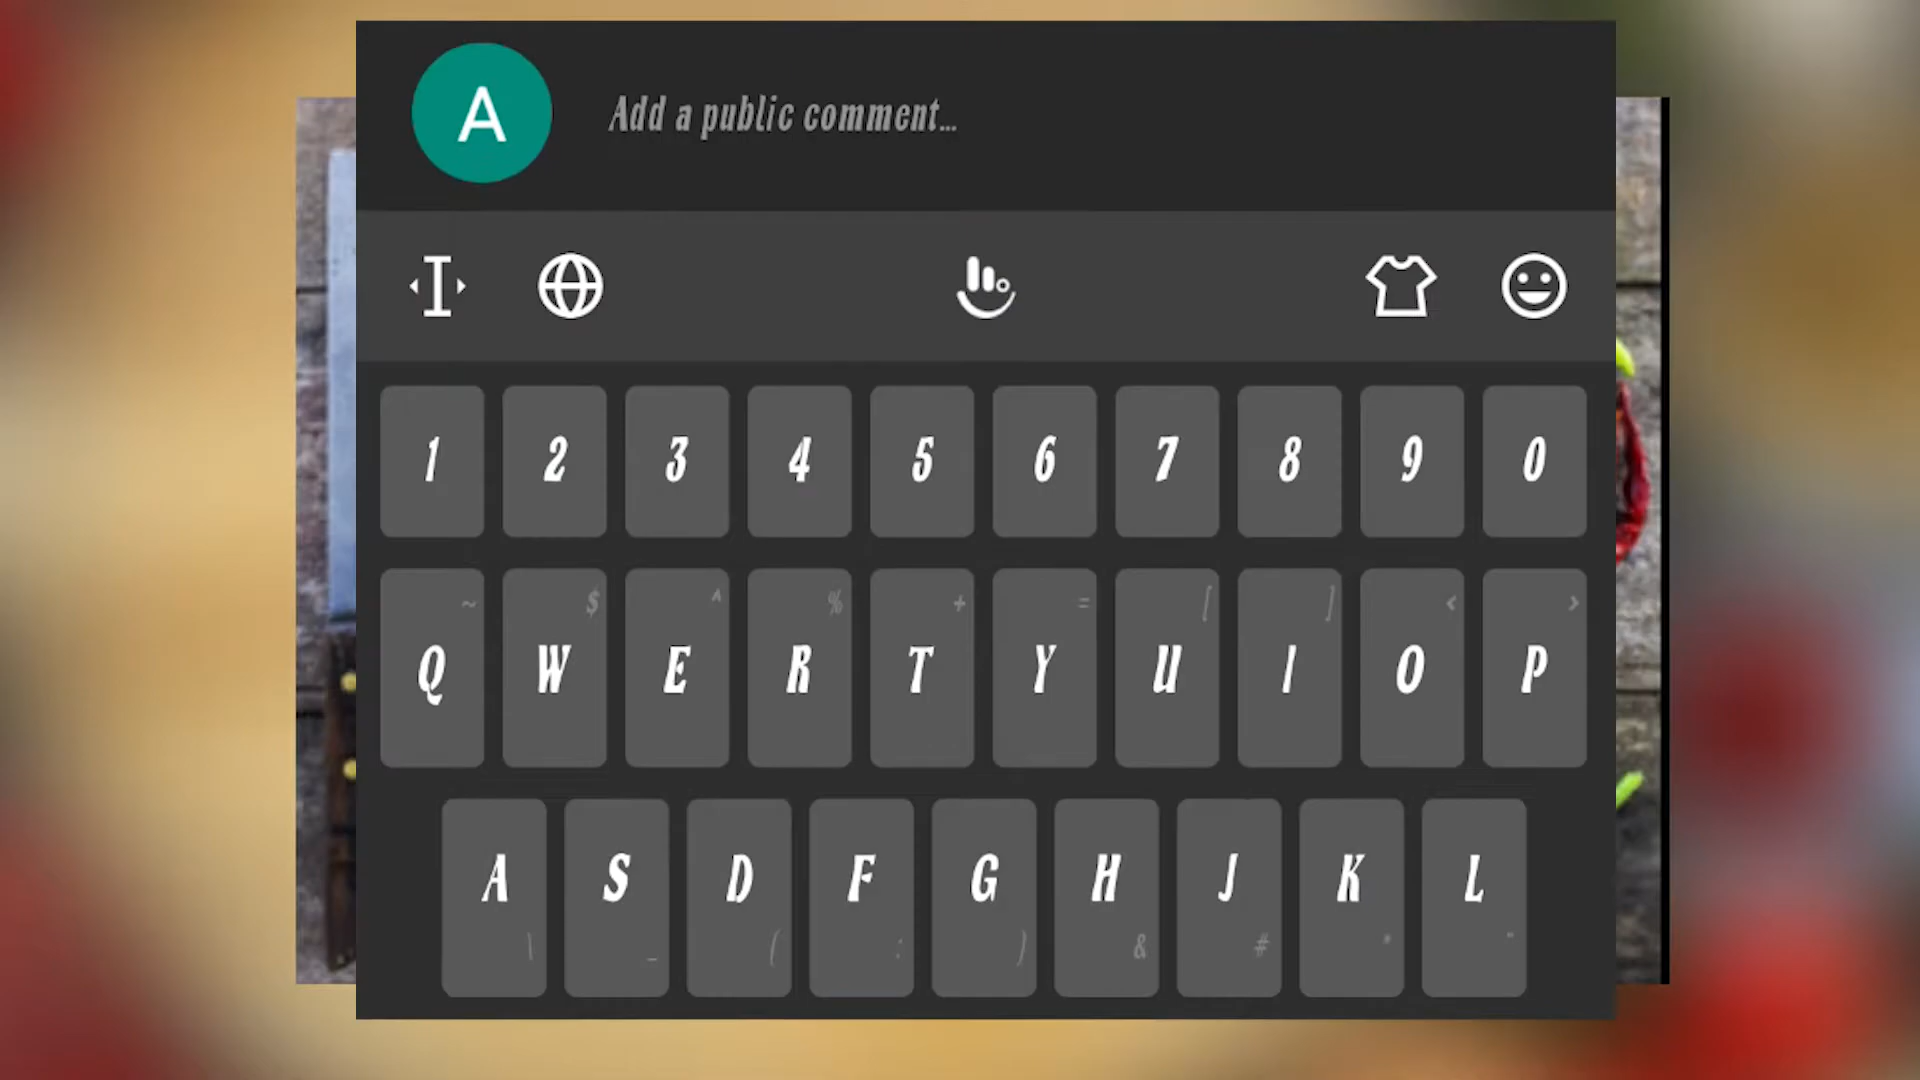 A
Add a public comment...
1 2 3 4 5 6 7 8 9 0
~ $ ^ % + = [ ] < >
Q W E R T Y U I O P
A S D F G H J K L
\ _ ( : ) & # * "